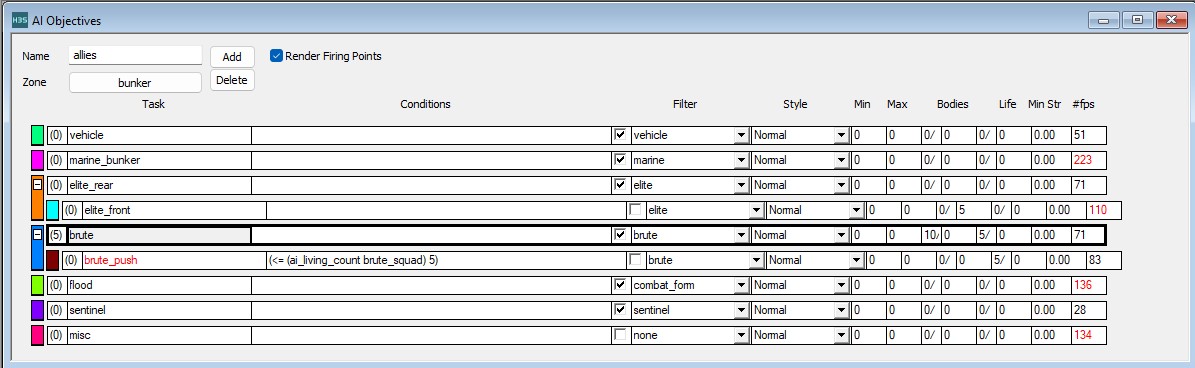 H3S AI Objectives
Name allies Add Render Firing Points
Zone bunker Delete
Task Conditions Filter Style Min Max Bodies Life Min Str #fps
(0) vehicle vehicle Normal 0 0 0/ 0 0/ 0 0.00 51
(0) marine_bunker marine Normal 0 0 0/ 0 0/ 0 0.00 223
(0) elite_rear elite Normal 0 0 0/ 0 0/ 0 0.00 71
(0) elite_front elite Normal 0 0 0/ 5 0/ 0 0.00 110
(5) brute brute Normal 0 0 10/ 0 5/ 0 0.00 71
(0) brute_push (<= (ai_living_count brute_squad) 5) brute Normal 0 0 0/ 0 5/ 0 0.00 83
(0) flood combat_form Normal 0 0 0/ 0 0/ 0 0.00 136
(0) sentinel sentinel Normal 0 0 0/ 0 0/ 0 0.00 28
(0) misc none Normal 0 0 0/ 0 0/ 0 0.00 134